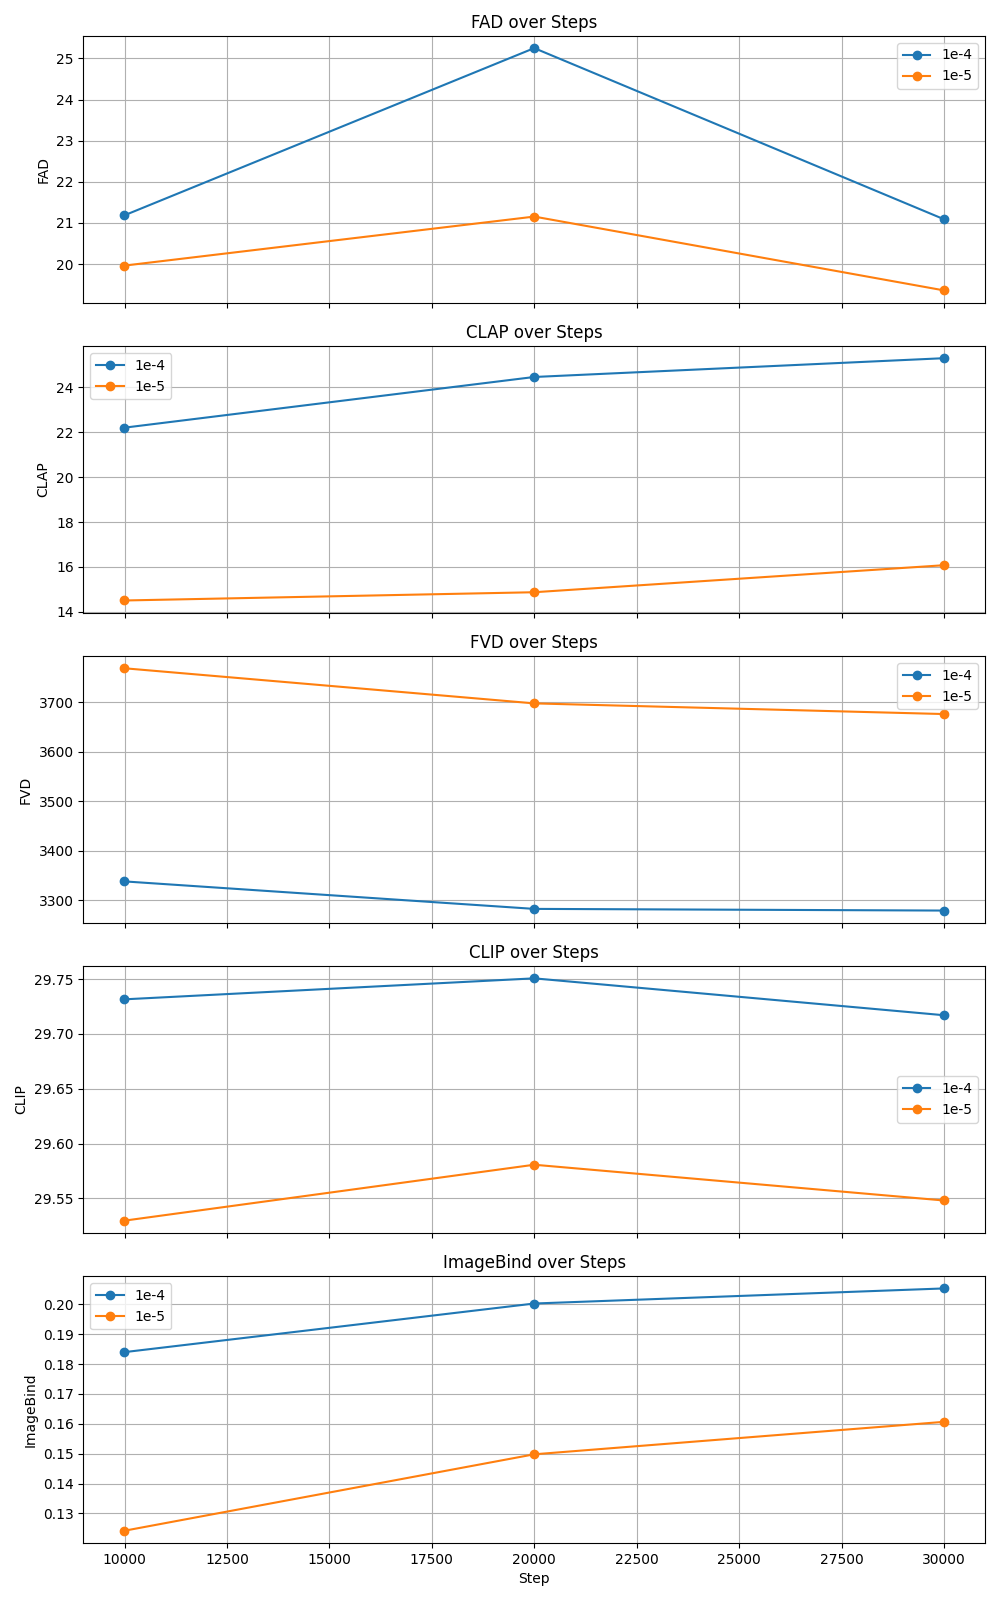 FAD over Steps
25
24
23
22
21
20
FAD
1e-4
1e-5
CLAP over Steps
24
22
20
18
16
14
CLAP
1e-4
1e-5
FVD over Steps
3700
3600
3500
3400
3300
FVD
1e-4
1e-5
CLIP over Steps
29.75
29.70
29.65
29.60
29.55
CLIP
1e-4
1e-5
ImageBind over Steps
0.20
0.19
0.18
0.17
0.16
0.15
0.14
0.13
ImageBind
1e-4
1e-5
10000 12500 15000 17500 20000 22500 25000 27500 30000
Step